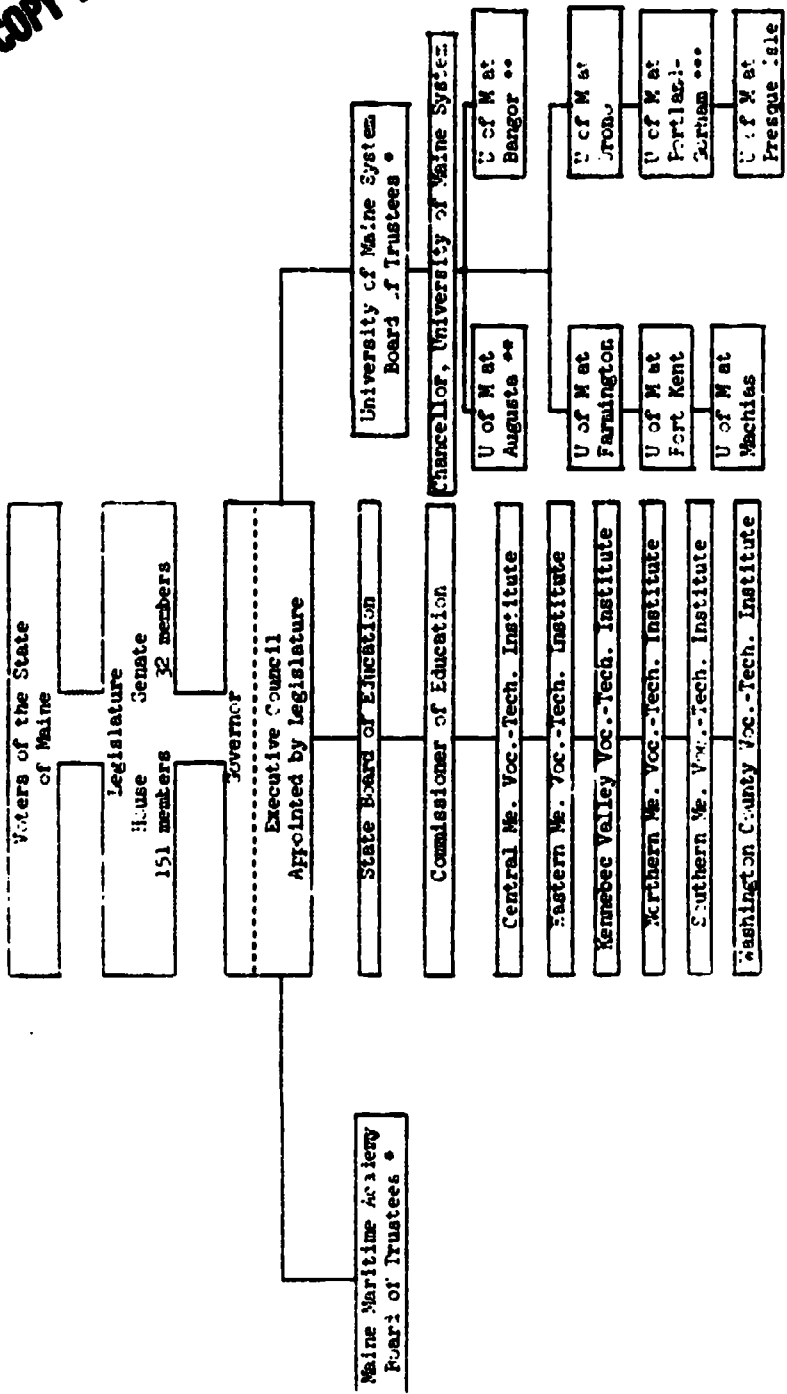 COPY
Voters of the State
of Maine
Legislature
House Senate
151 members 32 members
Governor
Executive Council
Appointed by Legislature
Maine Maritime Academy
Board of Trustees *
State Board of Education
Commissioner of Education
Central Me. Voc.-Tech. Institute
Eastern Me. Voc.-Tech. Institute
Kennebec Valley Voc.-Tech. Institute
Northern Me. Voc.-Tech. Institute
Southern Me. Voc.-Tech. Institute
Washington County Voc.-Tech. Institute
University of Maine System
Board of Trustees *
Chancellor, University of Maine System
U of M at
Augusta **
U of M at
Bangor **
U of M at
Farmington
U of M at
Fort Kent
U of M at
Machias
U of M at
Orono
U of M at
Portland-
Gorham ***
U of M at
Presque Isle